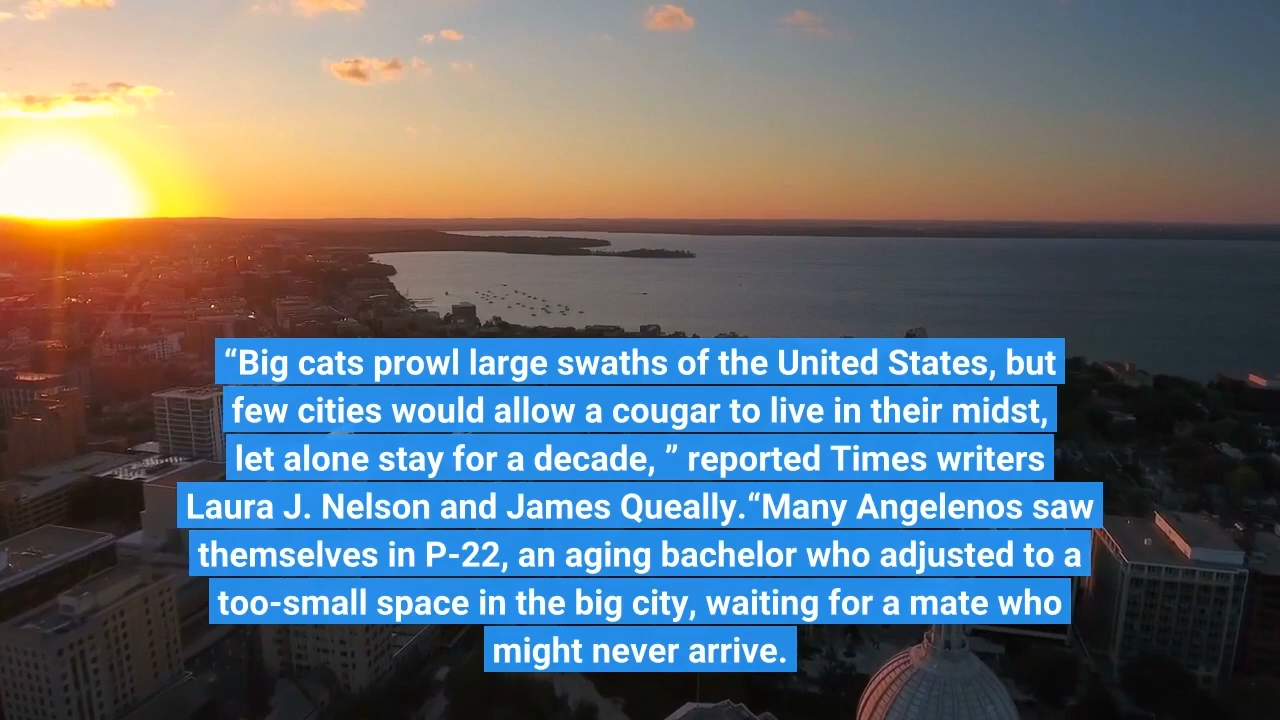 “Big cats prowl large swaths of the United States, but
few cities would allow a cougar to live in their midst,
let alone stay for a decade, ” reported Times writers
Laura J. Nelson and James Queally.“Many Angelenos saw
themselves in P-22, an aging bachelor who adjusted to a
too-small space in the big city, waiting for a mate who
might never arrive.